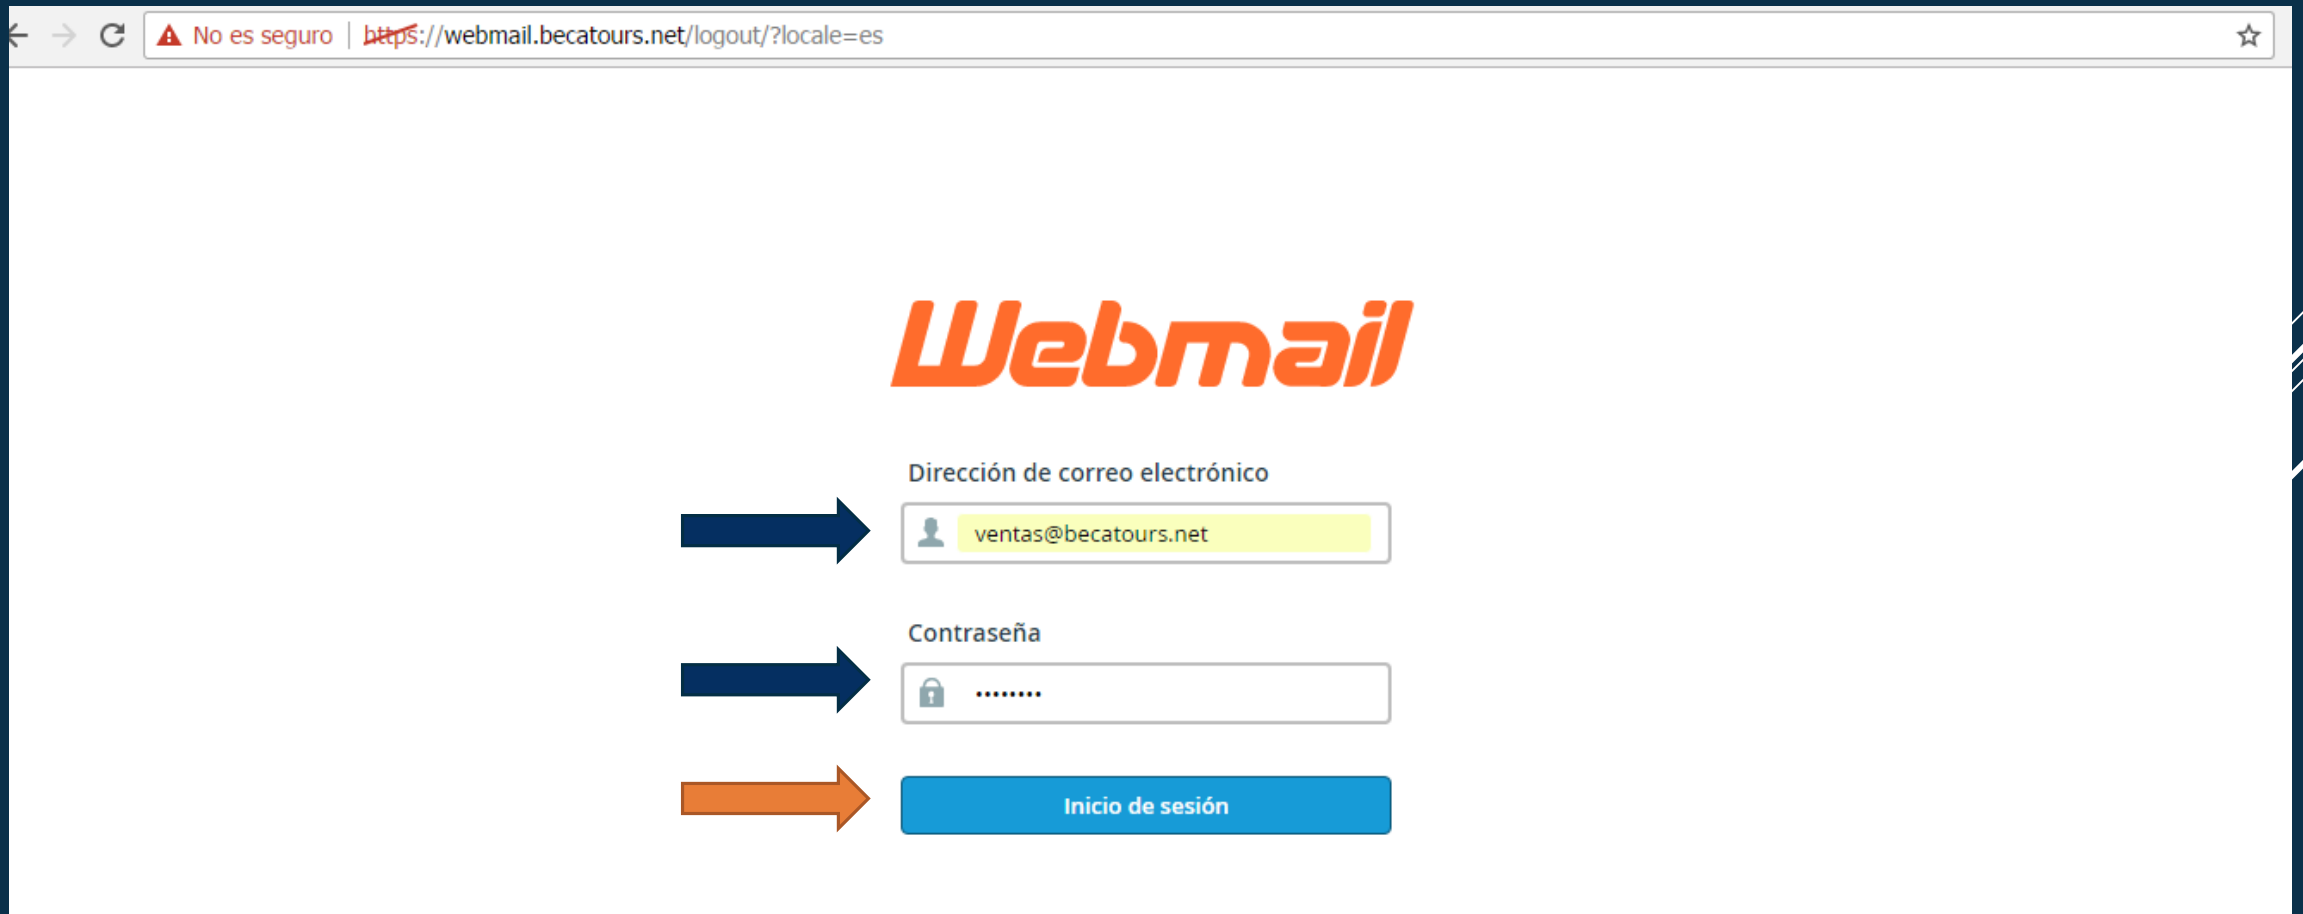 No es seguro | https://webmail.becatours.net/logout/?locale=es
Webmail
Dirección de correo electrónico
ventas@becatours.net
Contraseña
••••••••
Inicio de sesión